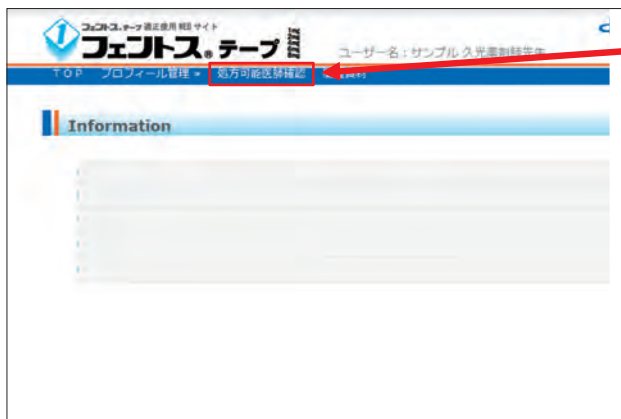 フェントス®テープ適正使用WEBサイト
フェントス®テープ
ユーザー名：サンプル 久光薬剤師先生
TOP プロフィール管理 処方可能医師確認
Information